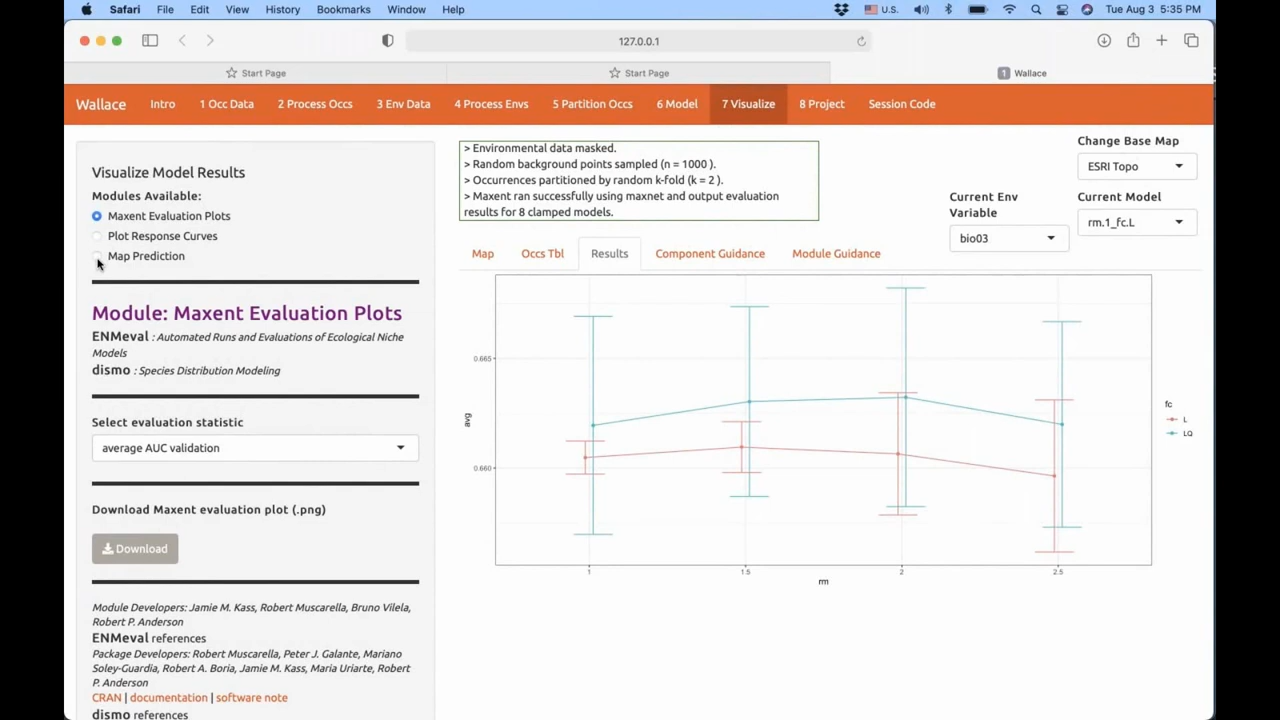 Safari File Edit View History Bookmarks Window Help U.S. Tue Aug 3 5:35 PM
127.0.0.1
Start Page Start Page 1 Wallace
Wallace Intro 1 Occ Data 2 Process Occs 3 Env Data 4 Process Envs 5 Partition Occs 6 Model 7 Visualize 8 Project Session Code
Visualize Model Results
Modules Available:
Maxent Evaluation Plots
Plot Response Curves
Map Prediction
Module: Maxent Evaluation Plots
ENMeval : Automated Runs and Evaluations of Ecological Niche
Models
dismo : Species Distribution Modeling
Select evaluation statistic
average AUC validation
Download Maxent evaluation plot (.png)
Download
Module Developers: Jamie M. Kass, Robert Muscarella, Bruno Vilela,
Robert P. Anderson
ENMeval references
Package Developers: Robert Muscarella, Peter J. Galante, Mariano
Soley-Guardia, Robert A. Boria, Jamie M. Kass, Maria Uriarte, Robert
P. Anderson
CRAN | documentation | software note
dismo references
> Environmental data masked.
> Random background points sampled (n = 1000 ).
> Occurrences partitioned by random k-fold (k = 2 ).
> Maxent ran successfully using maxnet and output evaluation
results for 8 clamped models.
Change Base Map
ESRI Topo
Current Env
Variable
bio03
Current Model
rm.1_fc.L
Map Occs Tbl Results Component Guidance Module Guidance
avg
0.665
0.660
1 1.5 2 2.5
rm
fc
L
LQ